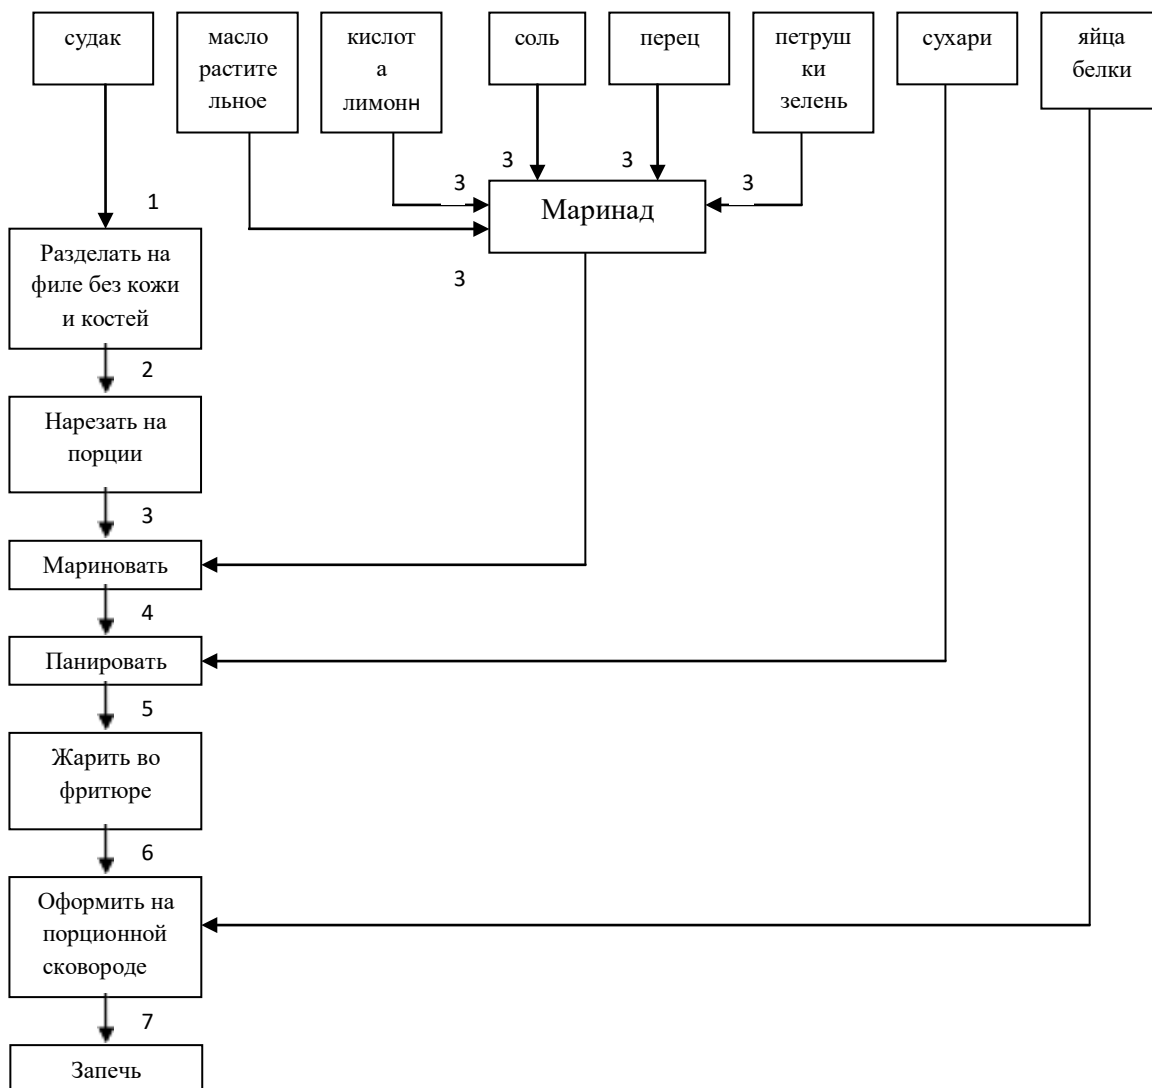 судак
масло
растите
льное
кислот
а
лимонн
соль
перец
петруш
ки
зелень
сухари
яйца
белки
3
3
3
3
Маринад
3
1
Разделать на
филе без кожи
и костей
2
Нарезать на
порции
3
Мариновать
4
Панировать
5
Жарить во
фритюре
6
Оформить на
порционной
сковороде
7
Запечь